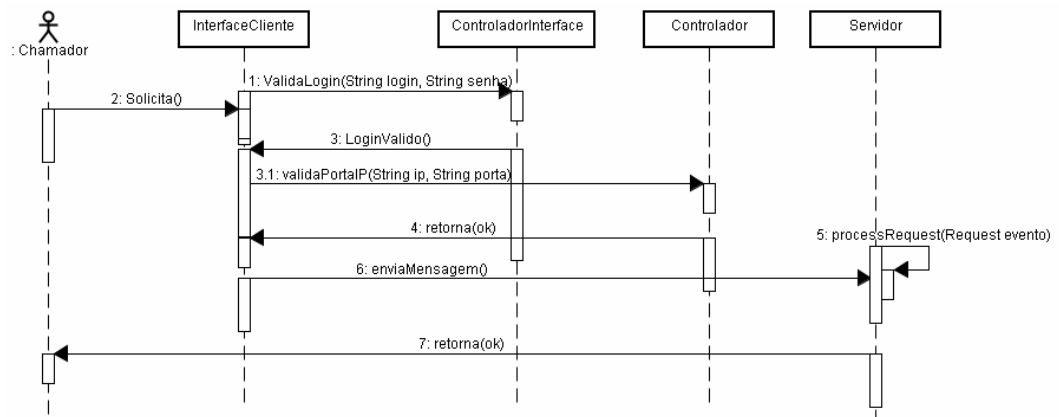 InterfaceCliente
ControladorInterface
Controlador
Servidor
: Chamador
1: ValidaLogin(String login, String senha)
2: Solicita()
3: LoginValido()
3.1: validaPortaIP(String ip, String porta)
4: retorna(ok)
5: processRequest(Request evento)
6: enviaMensagem()
7: retorna(ok)